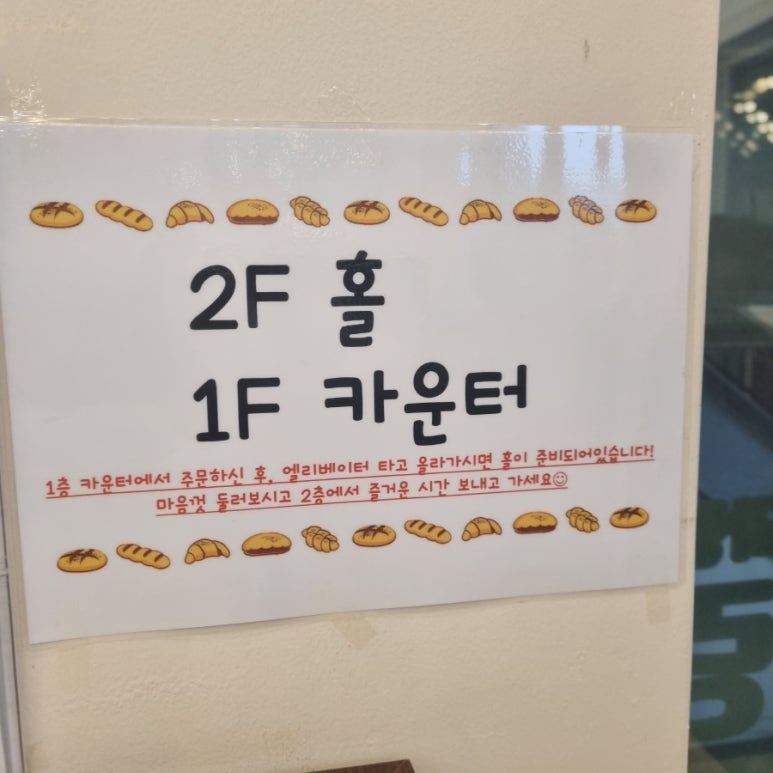 2F 홀
1F 카운터
1층 카운터에서 주문하신 후, 엘리베이터 타고 올라가시면 홀이 준비되어있습니다!
마음껏 둘러보시고 2층에서 즐거운 시간 보내고 가세요☺